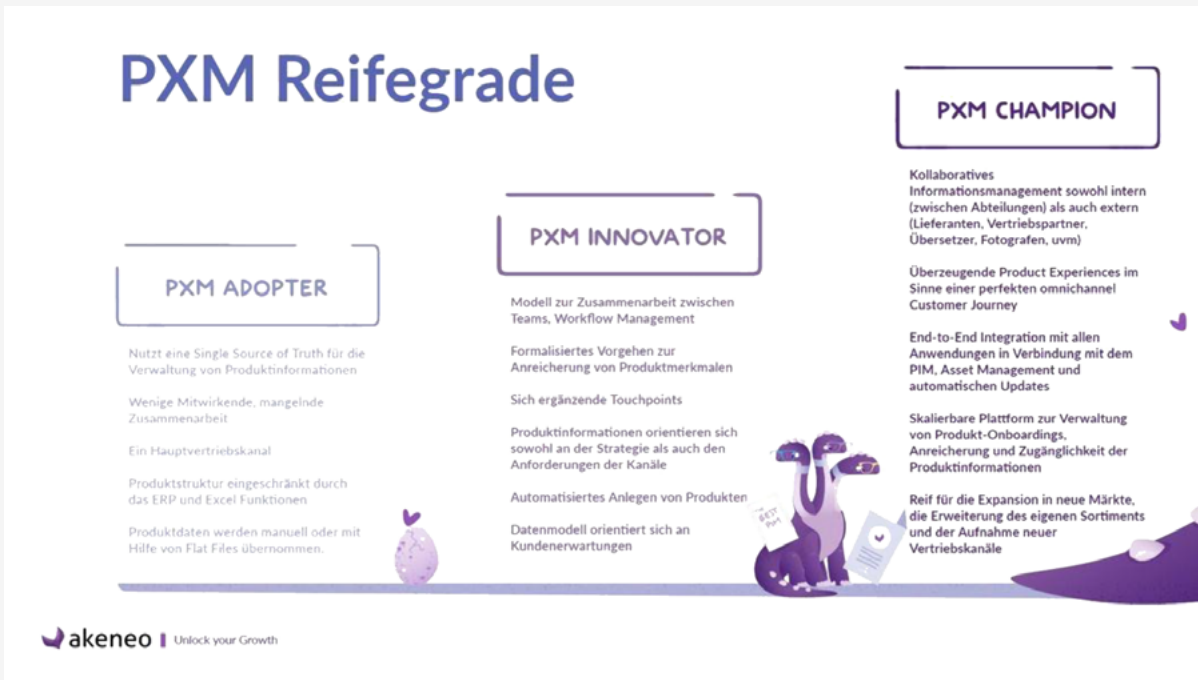 PXM Reifegrade
PXM ADOPTER
Nutzt eine Single Source of Truth für die
Verwaltung von Produktinformationen
Wenige Mitwirkende, mangelnde
Zusammenarbeit
Ein Hauptvertriebskanal
Produktstruktur eingeschränkt durch
das ERP und Excel Funktionen
Produktdaten werden manuell oder mit
Hilfe von Flat Files übernommen.
PXM INNOVATOR
Modell zur Zusammenarbeit zwischen
Teams, Workflow Management
Formalisiertes Vorgehen zur
Anreicherung von Produktmerkmalen
Sich ergänzende Touchpoints
Produktinformationen orientieren sich
sowohl an der Strategie als auch den
Anforderungen der Kanäle
Automatisiertes Anlegen von Produkten
Datenmodell orientiert sich an
Kundenerwartungen
BEST
PXM CHAMPION
Kollaboratives
Informationsmanagement sowohl intern
(zwischen Abteilungen) als auch extern
(Lieferanten, Vertriebspartner,
Übersetzer, Fotografen, uvm)
Überzeugende Product Experiences im
Sinne einer perfekten omnichannel
Customer Journey
End-to-End Integration mit allen
Anwendungen in Verbindung mit dem
PIM, Asset Management und
automatischen Updates
Skalierbare Plattform zur Verwaltung
von Produkt-Onboardings,
Anreicherung und Zugänglichkeit der
Produktinformationen
Reif für die Expansion in neue Märkte,
die Erweiterung des eigenen Sortiments
und der Aufnahme neuer
Vertriebskanäle
akeneo
Unlock your Growth